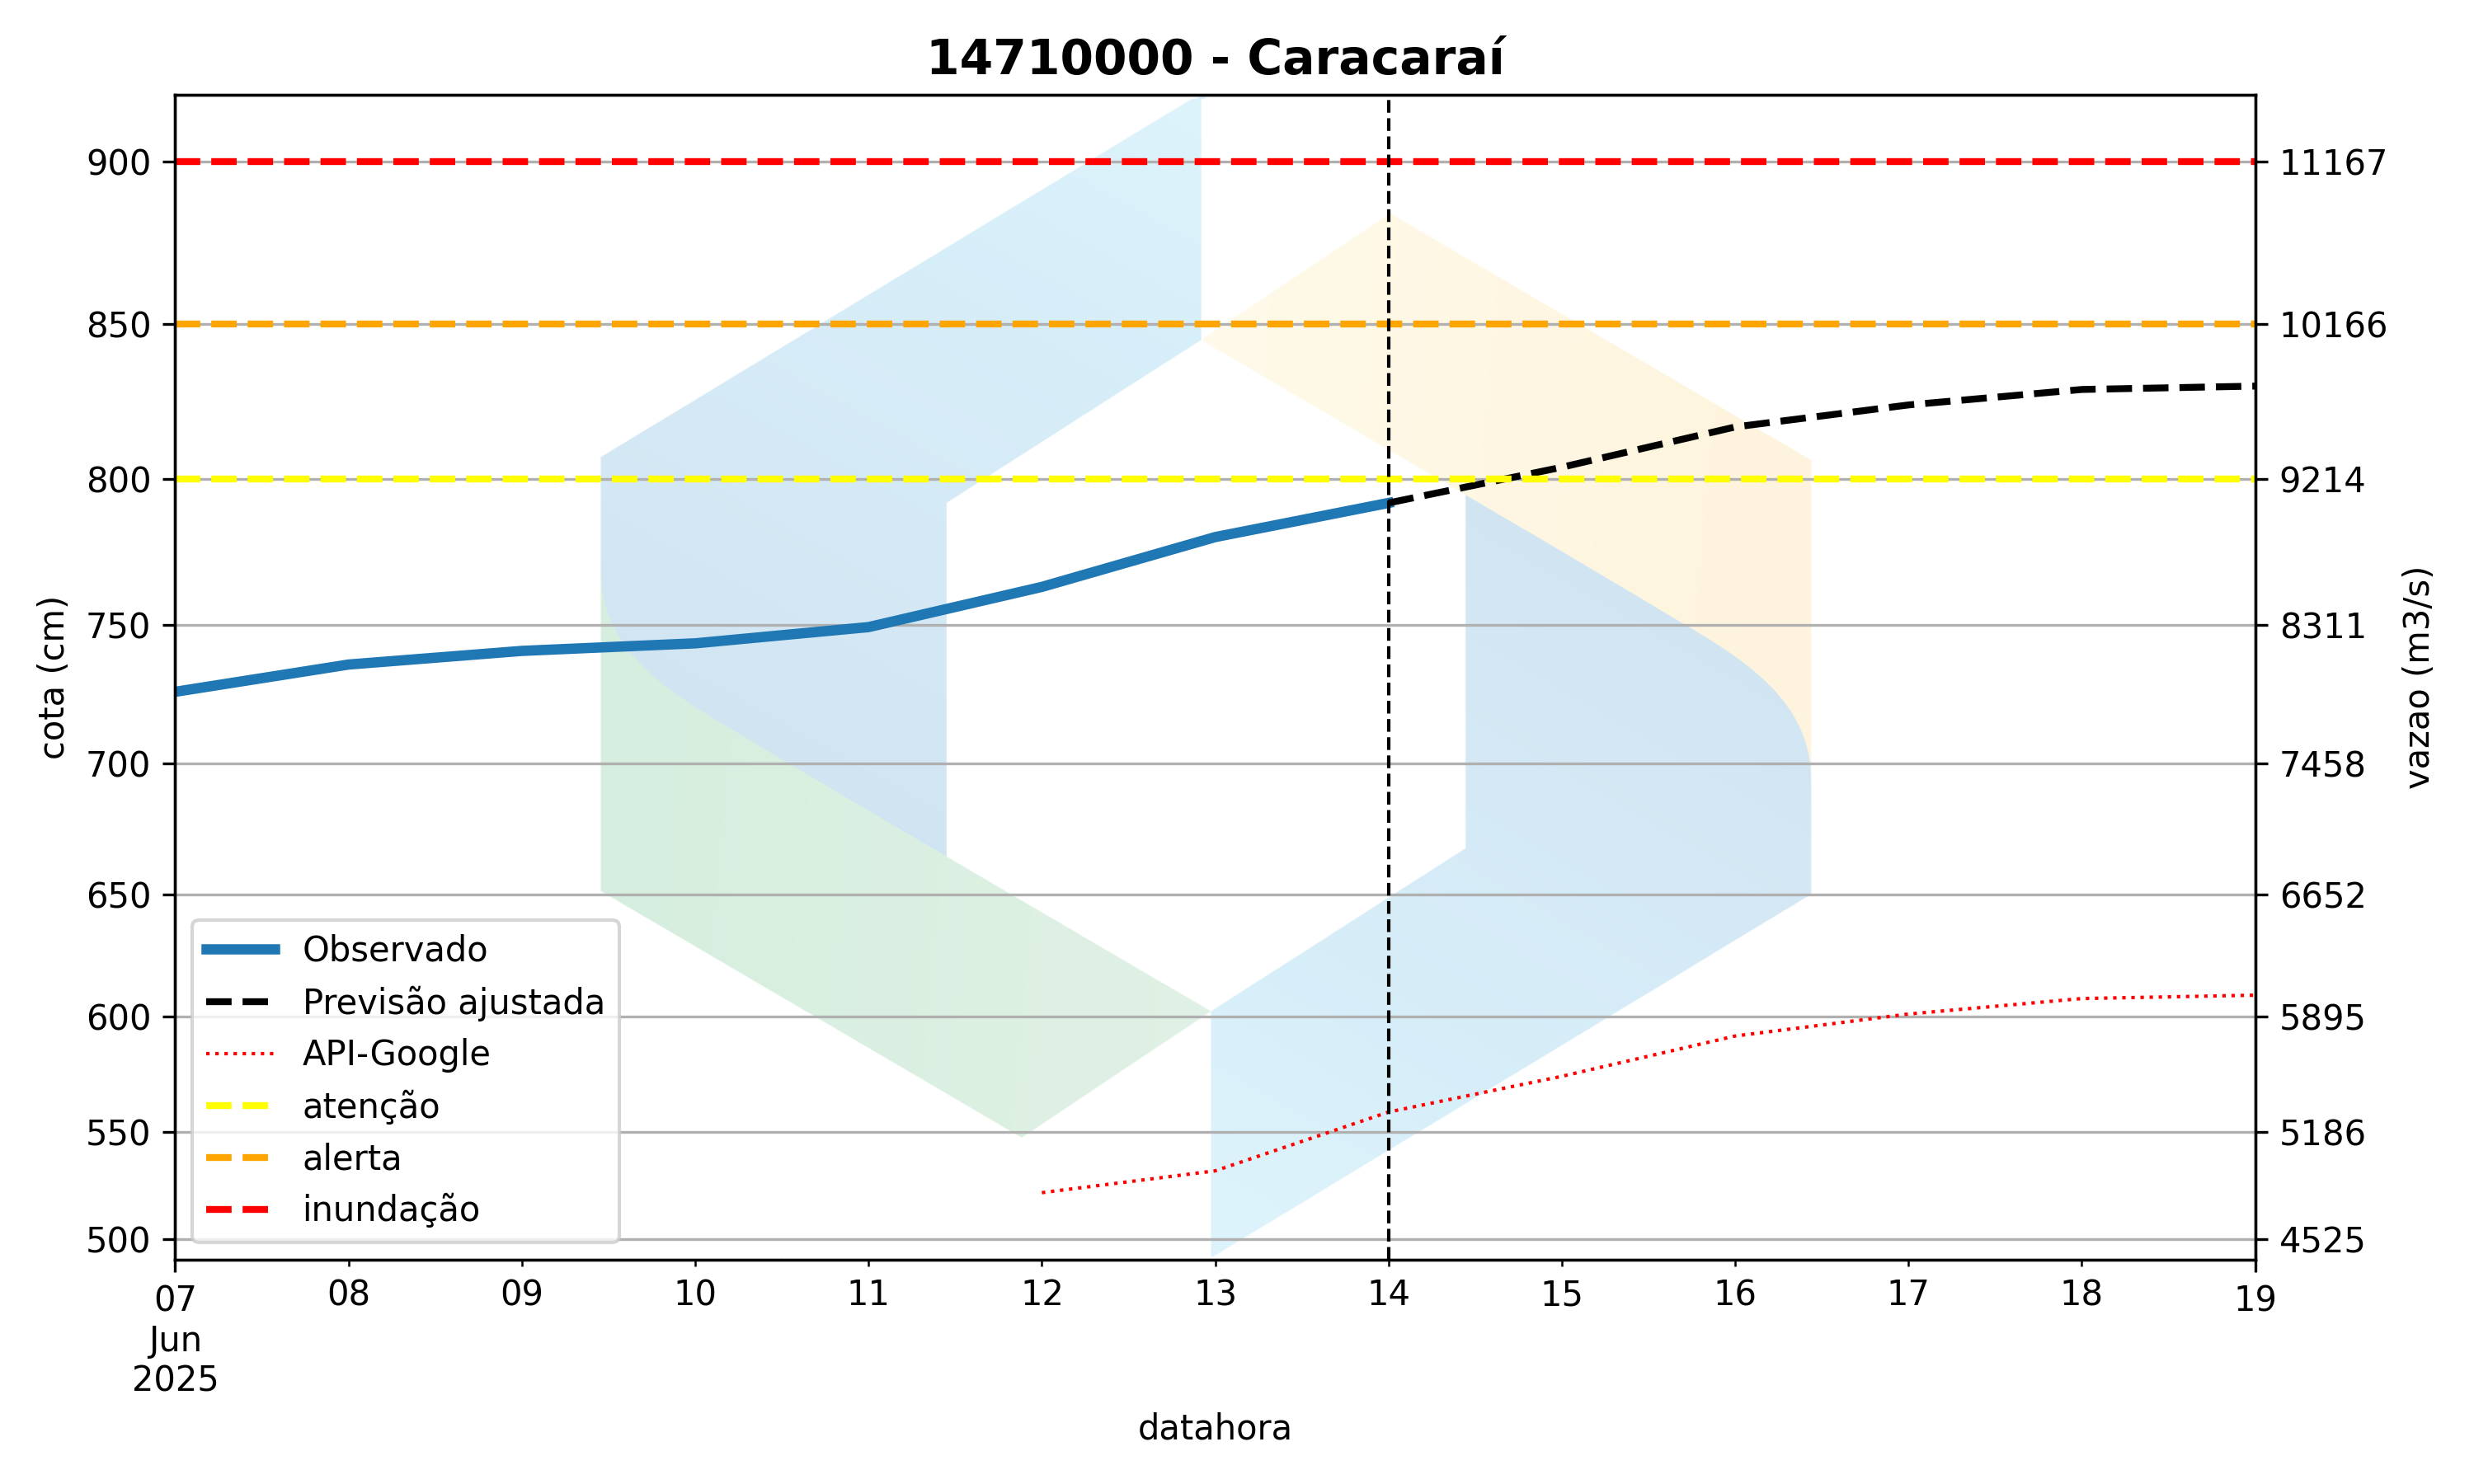 14710000 - Caracaraí
cota (cm)
900
850
800
750
700
650
600
550
500
11167
10166
9214
8311
7458
6652
5895
5186
4525
vazao (m3/s)
Observado
Previsão ajustada
API-Google
atenção
alerta
inundação
07 08 09 10 11 12 13 14 15 16 17 18 19
Jun
2025
datahora